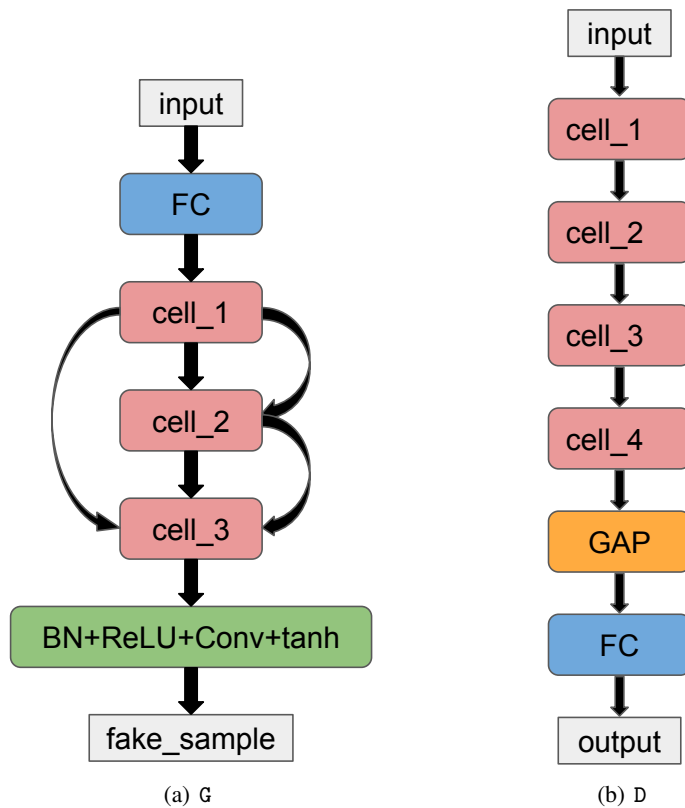 input
FC
cell_1
cell_2
cell_3
BN+ReLU+Conv+tanh
fake_sample
(a) G
input
cell_1
cell_2
cell_3
cell_4
GAP
FC
output
(b) D